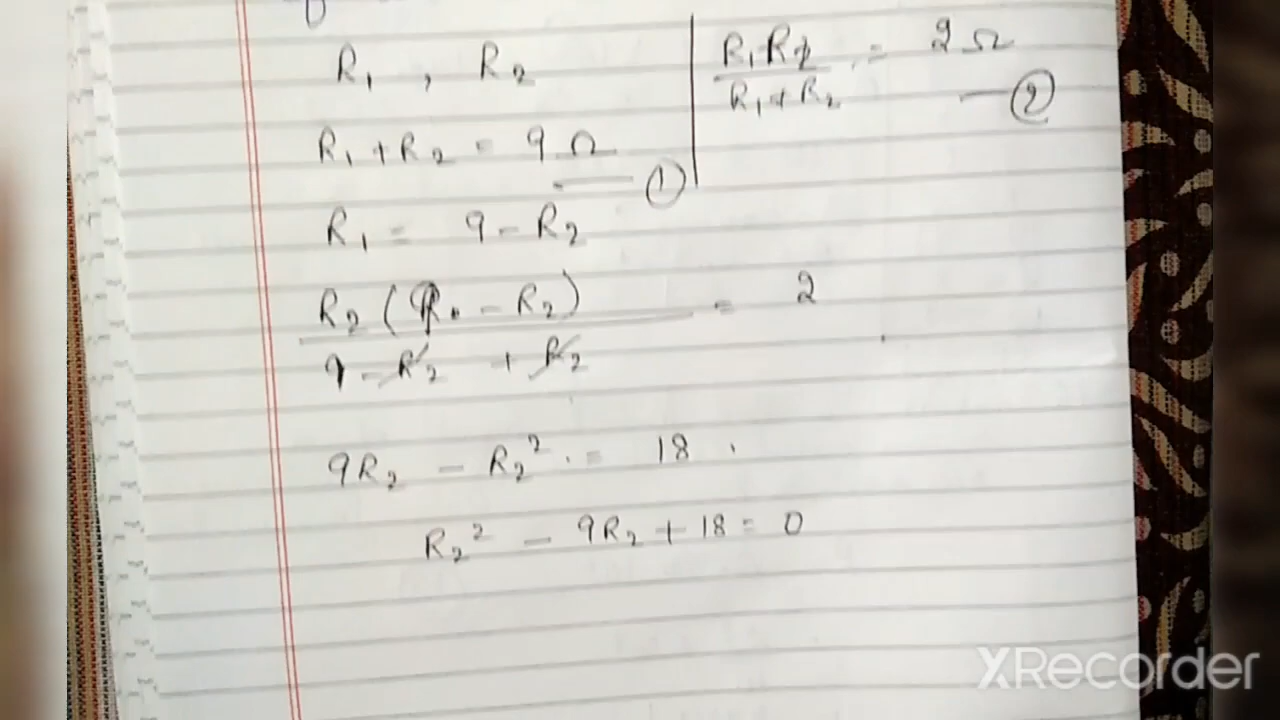 R₁ , R₂
R₁ + R₂ = 9 Ω — (1)
R₁R₂ / R₁+R₂ = 2 Ω
— (2)
R₁ = 9 - R₂
R₂ (9 - R₂) / 9 - R₂ + R₂ = 2
9R₂ - R₂² = 18
R₂² - 9R₂ + 18 = 0
XRecorder